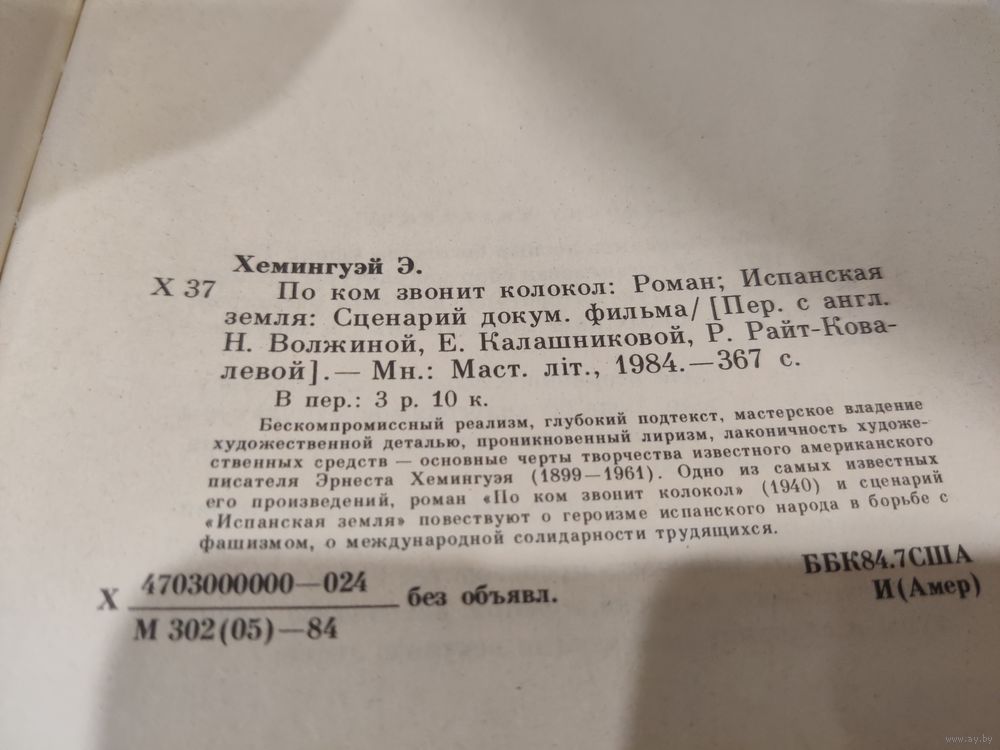 Хемингуэй Э.
Х 37 По ком звонит колокол: Роман; Испанская
земля: Сценарий докум. фильма/ [Пер. с англ.
Н. Волжиной, Е. Калашниковой, Р. Райт-Кова-
левой].— Мн.: Маст. літ., 1984.—367 с.
В пер.: 3 р. 10 к.
Бескомпромиссный реализм, глубокий подтекст, мастерское владение
художественной деталью, проникновенный лиризм, лаконичность художе-
ственных средств — основные черты творчества известного американского
писателя Эрнеста Хемингуэя (1899—1961). Одно из самых известных
его произведений, роман «По ком звонит колокол» (1940) и сценарий
«Испанская земля» повествуют о героизме испанского народа в борьбе с
фашизмом, о международной солидарности трудящихся.
Х 4703000000—024 без объявл.
М 302(05)—84
ББК84.7США
И(Амер)
www.ay.by